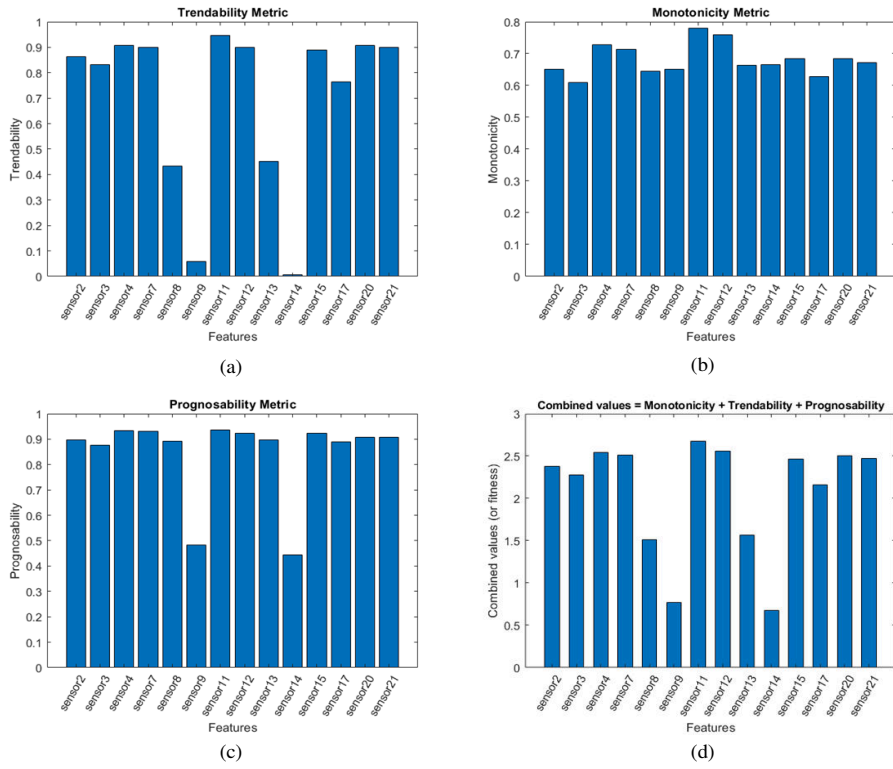 Trendability Metric
Trendability
0
0.1
0.2
0.3
0.4
0.5
0.6
0.7
0.8
0.9
1
sensor2
sensor3
sensor4
sensor7
sensor8
sensor9
sensor11
sensor12
sensor13
sensor14
sensor15
sensor17
sensor20
sensor21
Features
(a)
Monotonicity Metric
Monotonicity
0
0.1
0.2
0.3
0.4
0.5
0.6
0.7
0.8
sensor2
sensor3
sensor4
sensor7
sensor8
sensor9
sensor11
sensor12
sensor13
sensor14
sensor15
sensor17
sensor20
sensor21
Features
(b)
Prognosability Metric
Prognosability
0
0.1
0.2
0.3
0.4
0.5
0.6
0.7
0.8
0.9
1
sensor2
sensor3
sensor4
sensor7
sensor8
sensor9
sensor11
sensor12
sensor13
sensor14
sensor15
sensor17
sensor20
sensor21
Features
(c)
Combined values = Monotonicity + Trendability + Prognosability
Combined values (or fitness)
0
0.5
1
1.5
2
2.5
3
sensor2
sensor3
sensor4
sensor7
sensor8
sensor9
sensor11
sensor12
sensor13
sensor14
sensor15
sensor17
sensor20
sensor21
Features
(d)